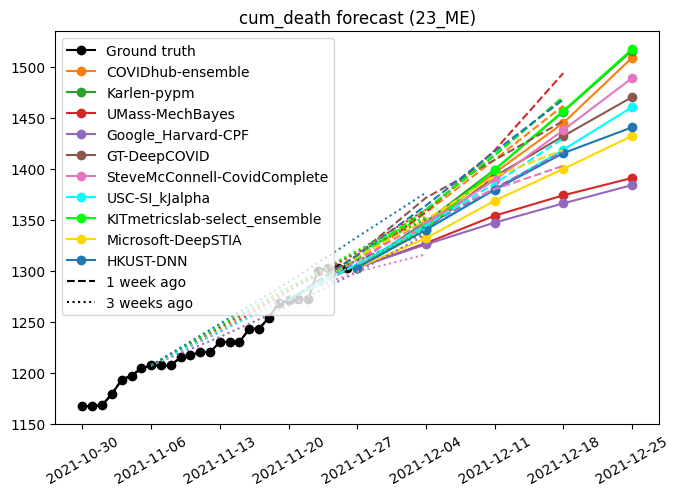 cum_death forecast (23_ME)
1500
1450
1400
1350
1300
1250
1200
1150
Ground truth
COVIDhub-ensemble
Karlen-pypm
UMass-MechBayes
Google_Harvard-CPF
GT-DeepCOVID
SteveMcConnell-CovidComplete
USC-SI_kJalpha
KITmetricslab-select_ensemble
Microsoft-DeepSTIA
HKUST-DNN
1 week ago
3 weeks ago
2021-10-30
2021-11-06
2021-11-13
2021-11-20
2021-11-27
2021-12-04
2021-12-11
2021-12-18
2021-12-25